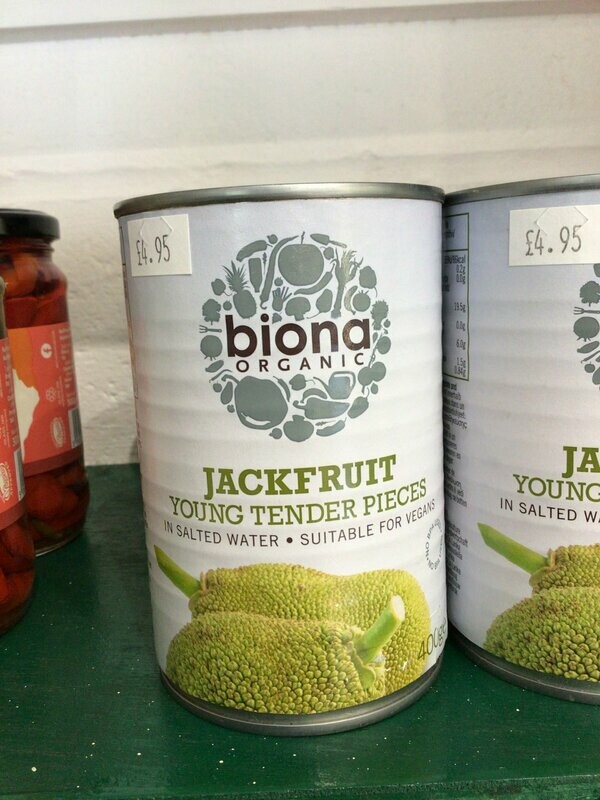 £4.95
biona
ORGANIC
JACKFRUIT
YOUNG TENDER PIECES
IN SALTED WATER • SUITABLE FOR VEGANS
400g
£4.95
JA
YOUNG
IN SALTED WA